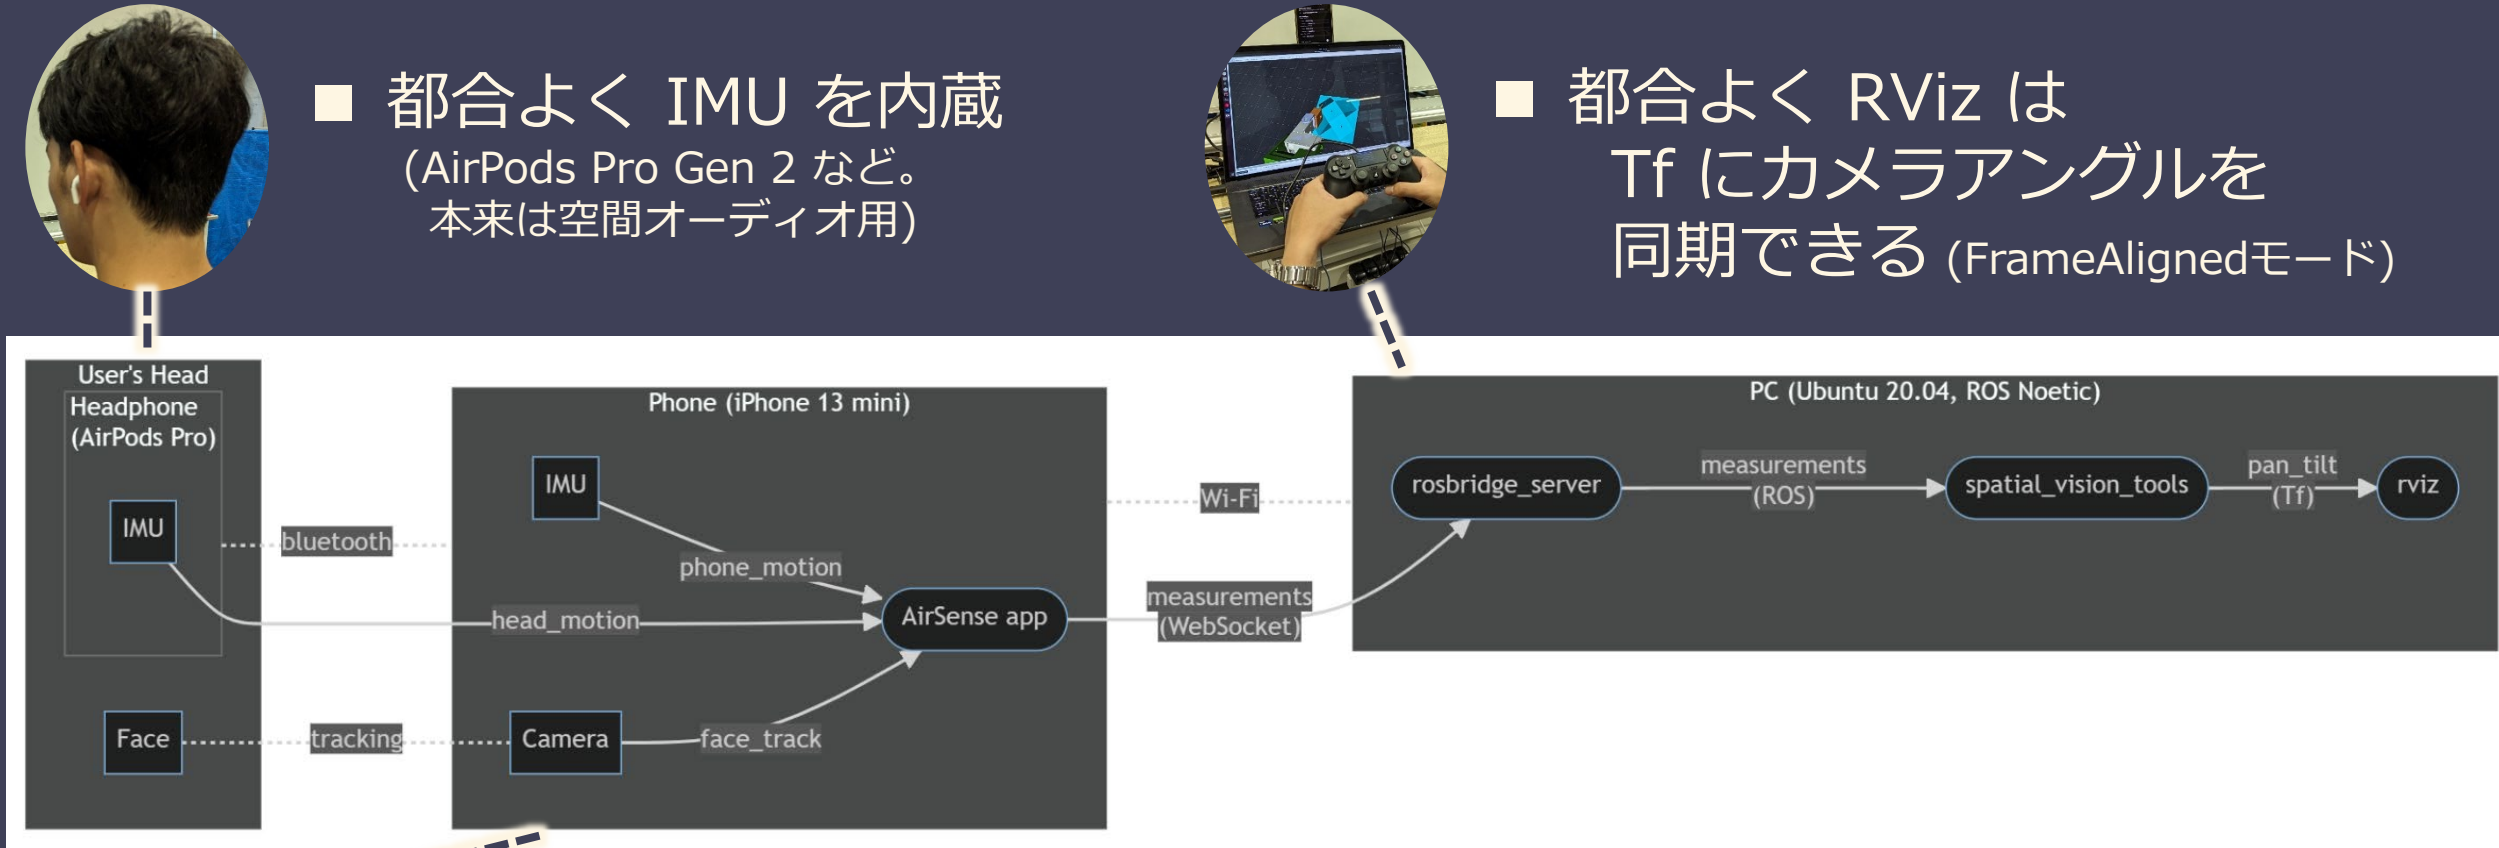 ■ 都合よく IMU を内蔵
(AirPods Pro Gen 2 など。
本来は空間オーディオ用)
■ 都合よく RViz は
Tf にカメラアングルを
同期できる (FrameAlignedモード)
User's Head
Headphone
(AirPods Pro)
IMU
Face
bluetooth
tracking
Phone (iPhone 13 mini)
IMU
phone_motion
head_motion
AirSense app
Camera
face_track
Wi-Fi
measurements
(WebSocket)
PC (Ubuntu 20.04, ROS Noetic)
rosbridge_server
measurements
(ROS)
spatial_vision_tools
pan_tilt
(Tf)
rviz